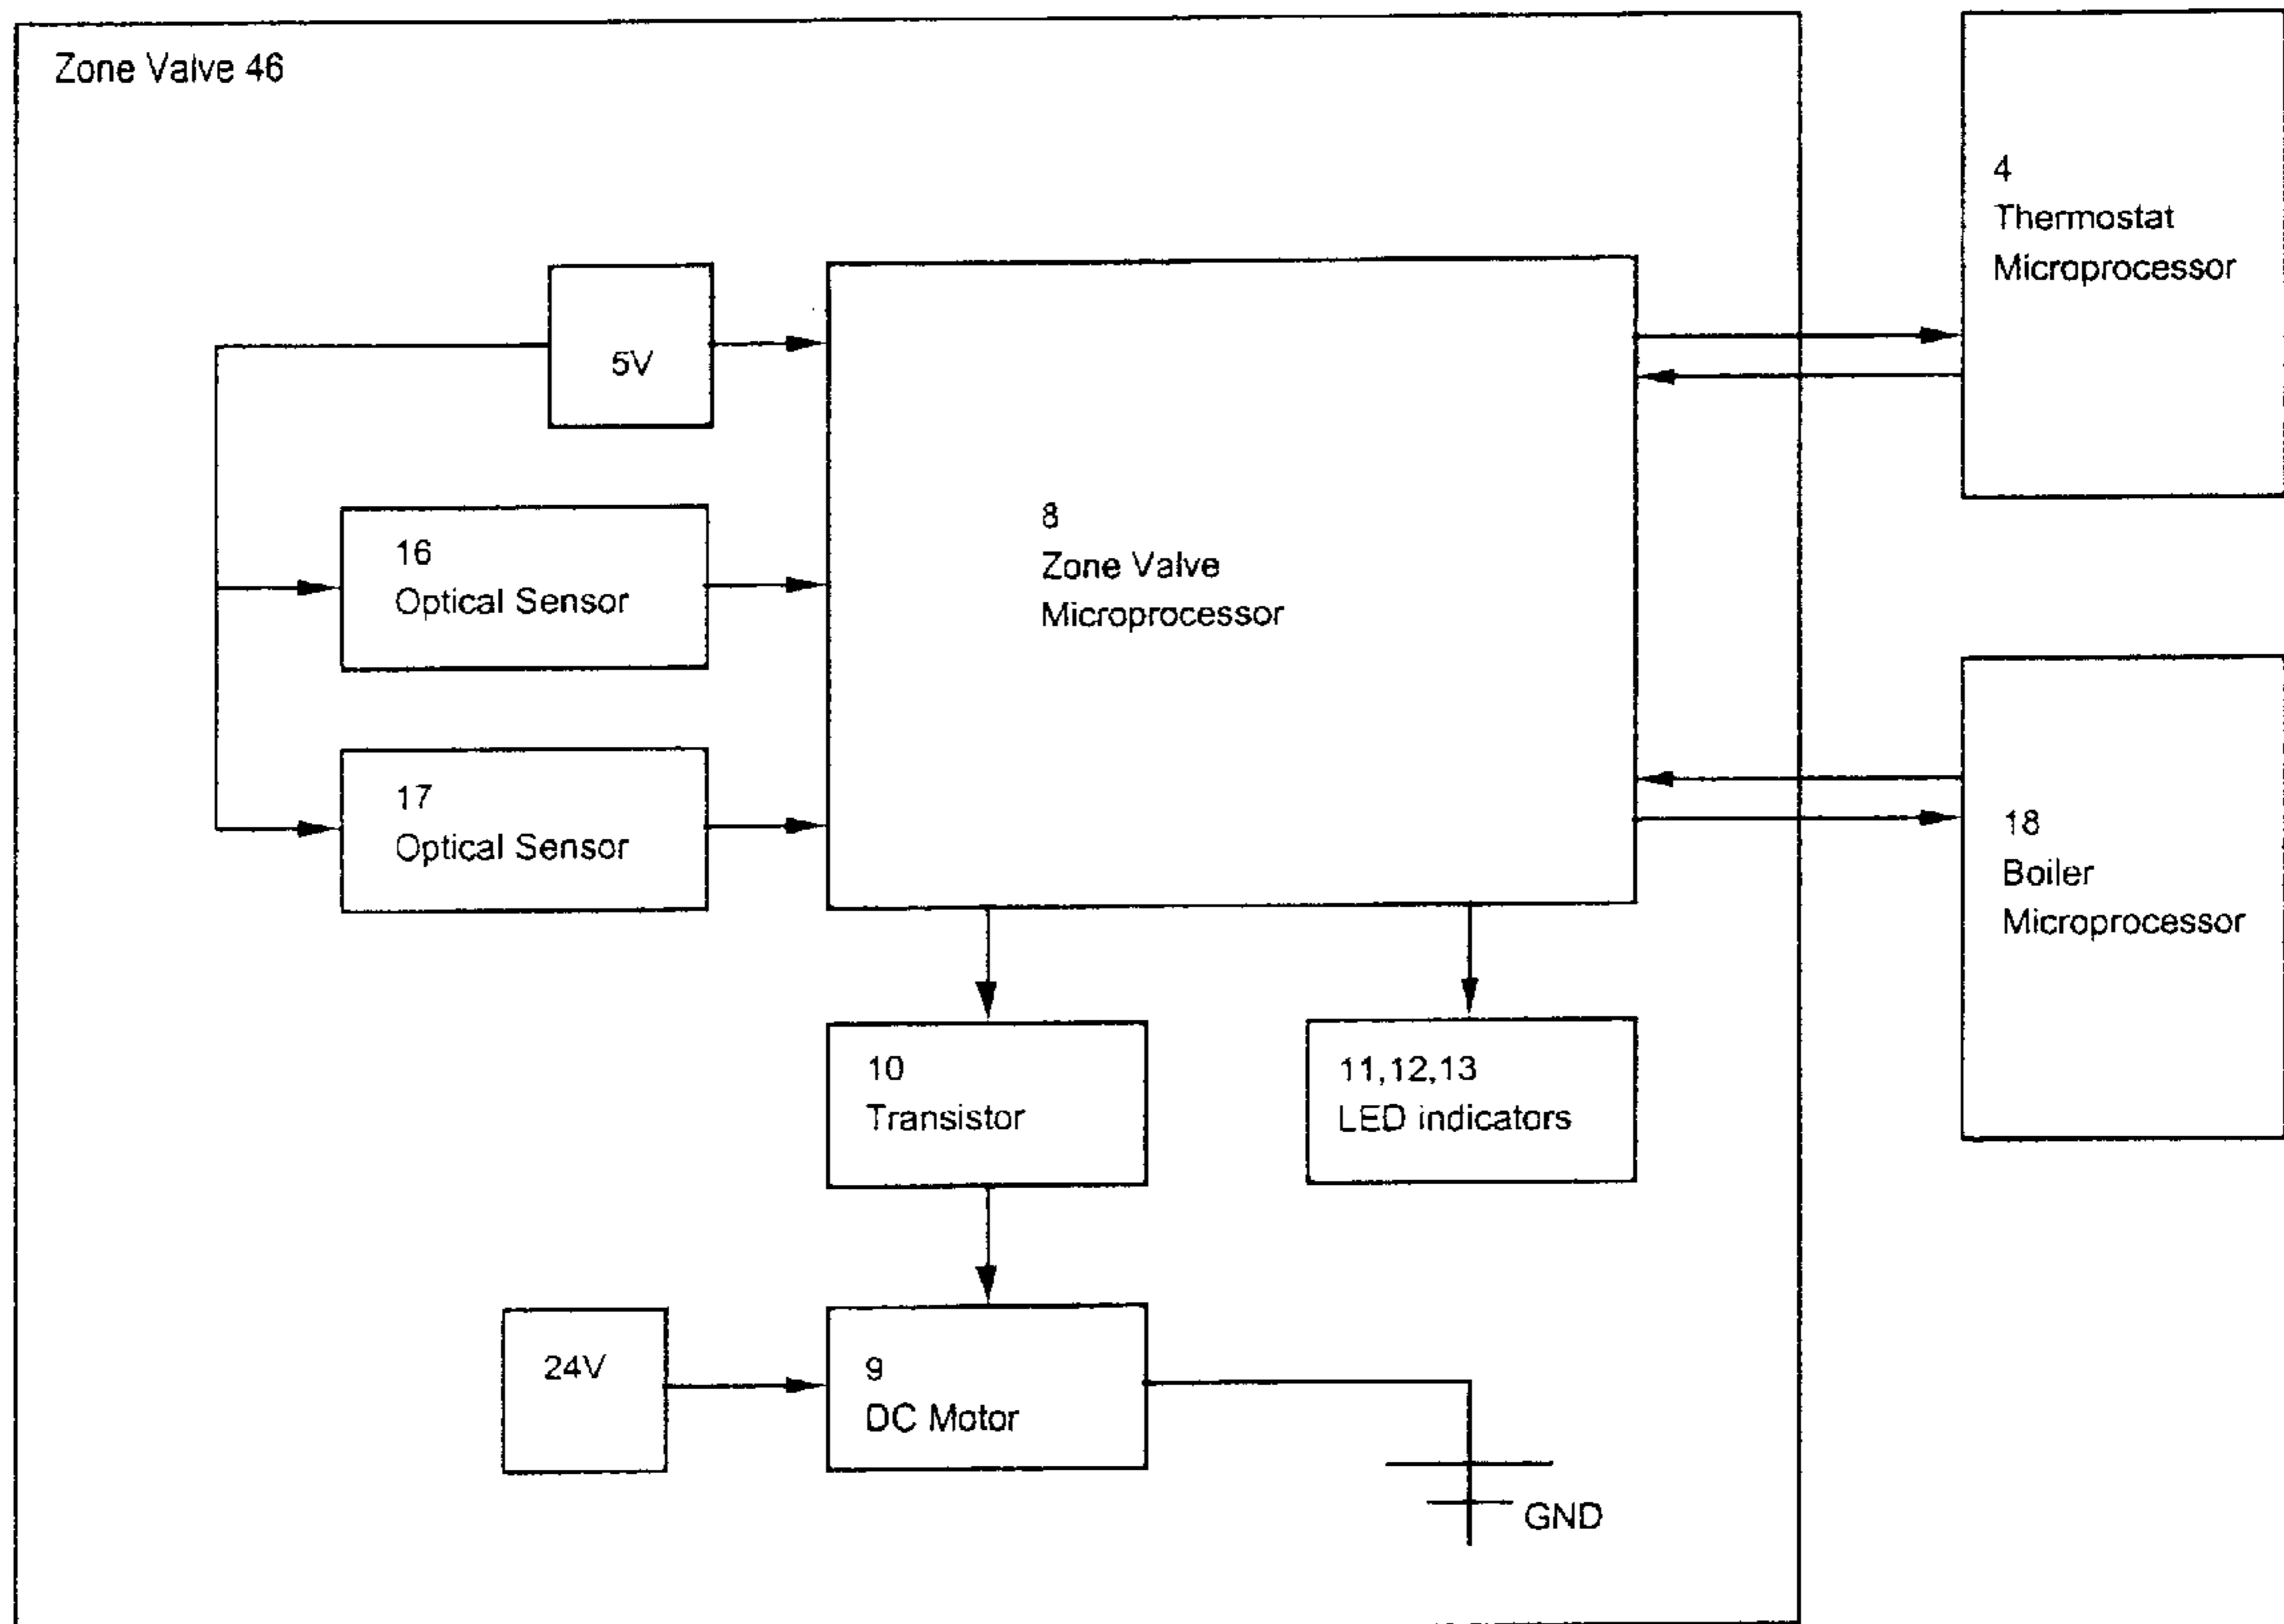 Zone Valve 46
4
Thermostat
Microprocessor
5V
8
Zone Valve
Microprocessor
16
Optical Sensor
17
Optical Sensor
18
Boiler
Microprocessor
10
Transistor
11,12,13
LED indicators
24V
9
DC Motor
GND